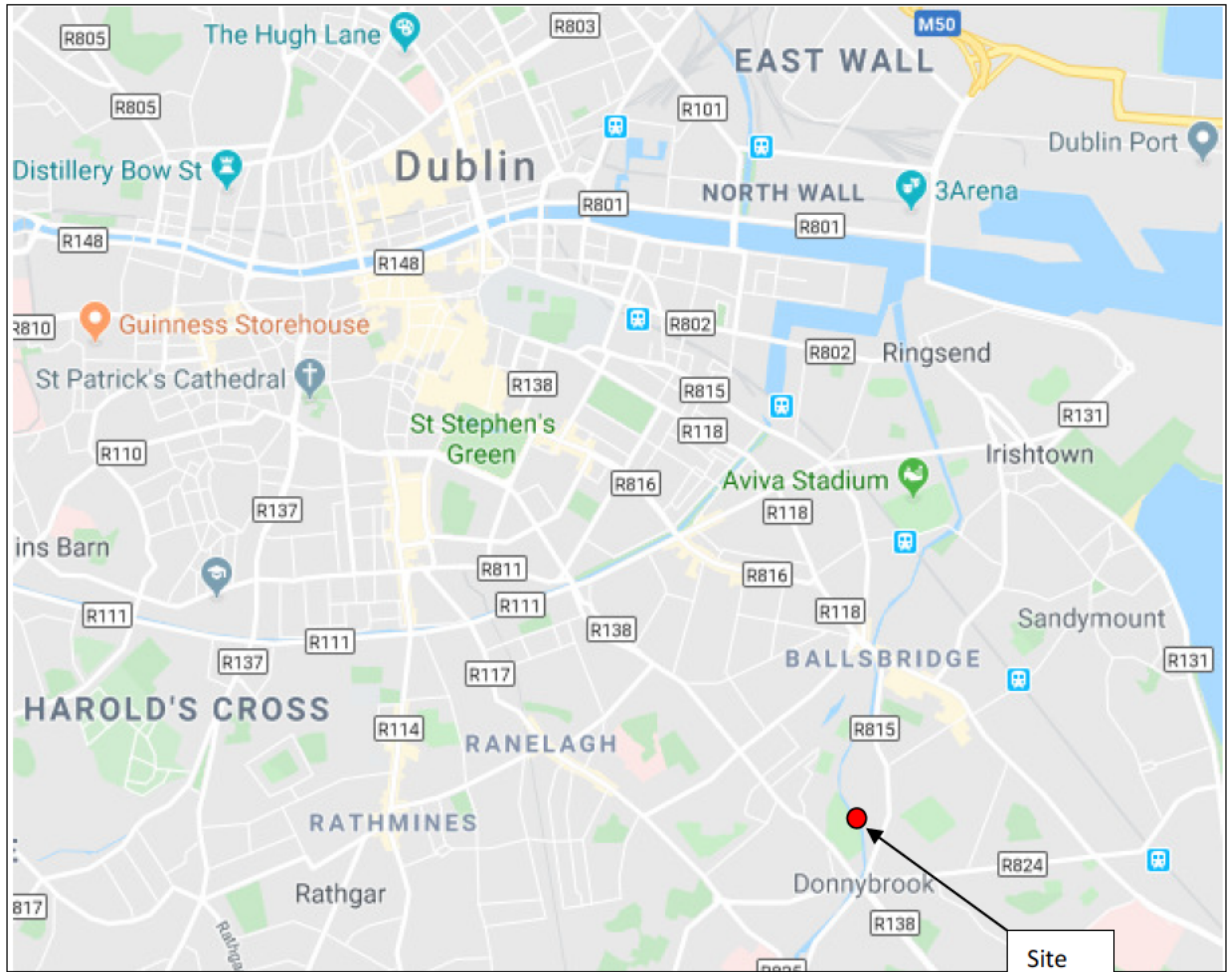 M50
R803
R805
The Hugh Lane
EAST WALL
R805
R101
Dublin Port
Dublin
Distillery Bow St
NORTH WALL
3Arena
R801
R801
R148
R148
R810
Guinness Storehouse
R802
R802
Ringsend
St Patrick's Cathedral
R138
R815
R131
St Stephen's
Green
R118
R110
Irishtown
R816
Aviva Stadium
R137
R118
ins Barn
R811
R816
R111
R111
R118
Sandymount
R138
R111
R137
BALLSBRIDGE
R131
R117
HAROLD'S CROSS
R114
R815
RANELAGH
RATHMINES
R824
Donnybrook
Rathgar
817
R138
Rathga
Site